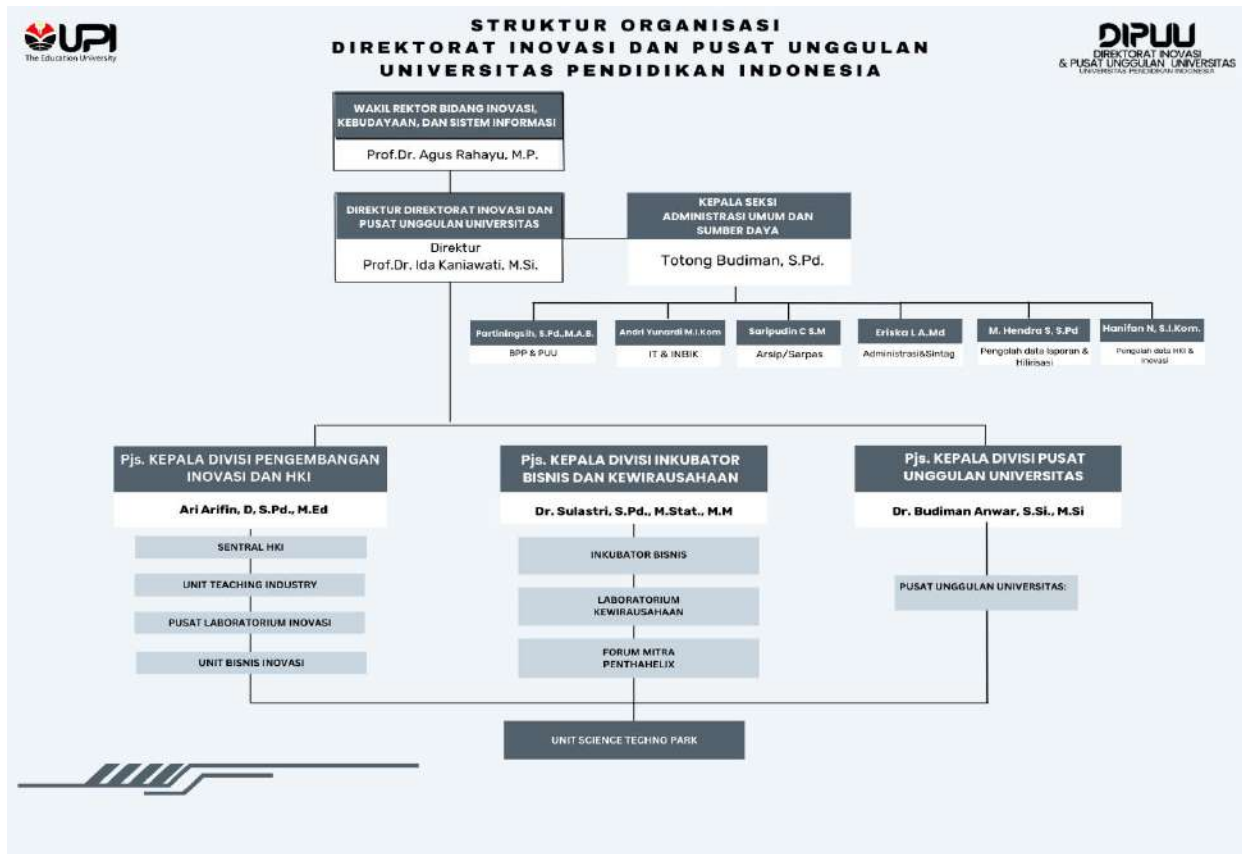 UPI
The Education University
STRUKTUR ORGANISASI
DIREKTORAT INOVASI DAN PUSAT UNGGULAN
UNIVERSITAS PENDIDIKAN INDONESIA
DIPUU
DIREKTORAT INOVASI
& PUSAT UNGGULAN UNIVERSITAS
UNIVERSITAS PENDIDIKAN INDONESIA
WAKIL REKTOR BIDANG INOVASI,
KEBUDAYAAN, DAN SISTEM INFORMASI
Prof.Dr. Agus Rahayu, M.P.
DIREKTUR DIREKTORAT INOVASI DAN
PUSAT UNGGULAN UNIVERSITAS
Direktur
Prof.Dr. Ida Kaniawati, M.Si.
KEPALA SEKSI
ADMINISTRASI UMUM DAN
SUMBER DAYA
Totong Budiman, S.Pd.
Partiningsih, S.Pd.,M.A.B.
BPP & PUU
Andri Yunardi M.I.Kom
IT & INBIK
Saripudin C S.M
Arsip/Sarpas
Eriska L A.Md
Administrasi&Sintag
M. Hendra S, S.Pd
Pengolah data laporan &
Hilirisasi
Hanifan N, S.I.Kom.
Pengolah data HKI &
Inovasi
Pjs. KEPALA DIVISI PENGEMBANGAN
INOVASI DAN HKI
Ari Arifin, D, S.Pd., M.Ed
SENTRAL HKI
UNIT TEACHING INDUSTRY
PUSAT LABORATORIUM INOVASI
UNIT BISNIS INOVASI
Pjs. KEPALA DIVISI INKUBATOR
BISNIS DAN KEWIRAUSAHAAN
Dr. Sulastri, S.Pd., M.Stat., M.M
INKUBATOR BISNIS
LABORATORIUM
KEWIRAUSAHAAN
FORUM MITRA
PENTHAHELIX
Pjs. KEPALA DIVISI PUSAT
UNGGULAN UNIVERSITAS
Dr. Budiman Anwar, S.Si., M.Si
PUSAT UNGGULAN UNIVERSITAS:
UNIT SCIENCE TECHNO PARK